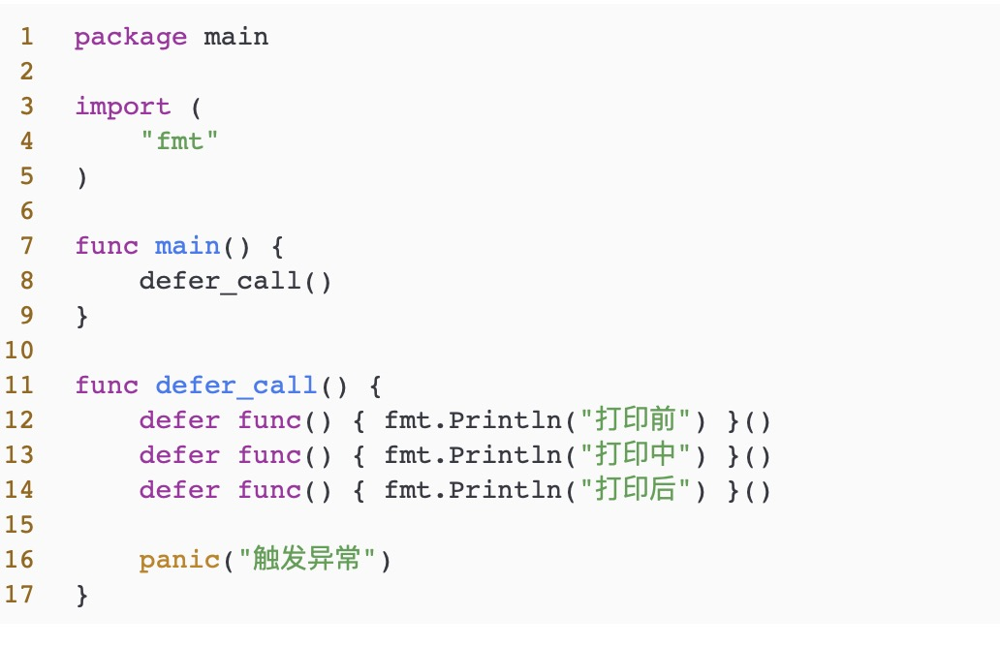 1 package main
2
3 import (
4     "fmt"
5 )
6
7 func main() {
8     defer_call()
9 }
10
11 func defer_call() {
12     defer func() { fmt.Println("打印前") }()
13     defer func() { fmt.Println("打印中") }()
14     defer func() { fmt.Println("打印后") }()
15
16     panic("触发异常")
17 }